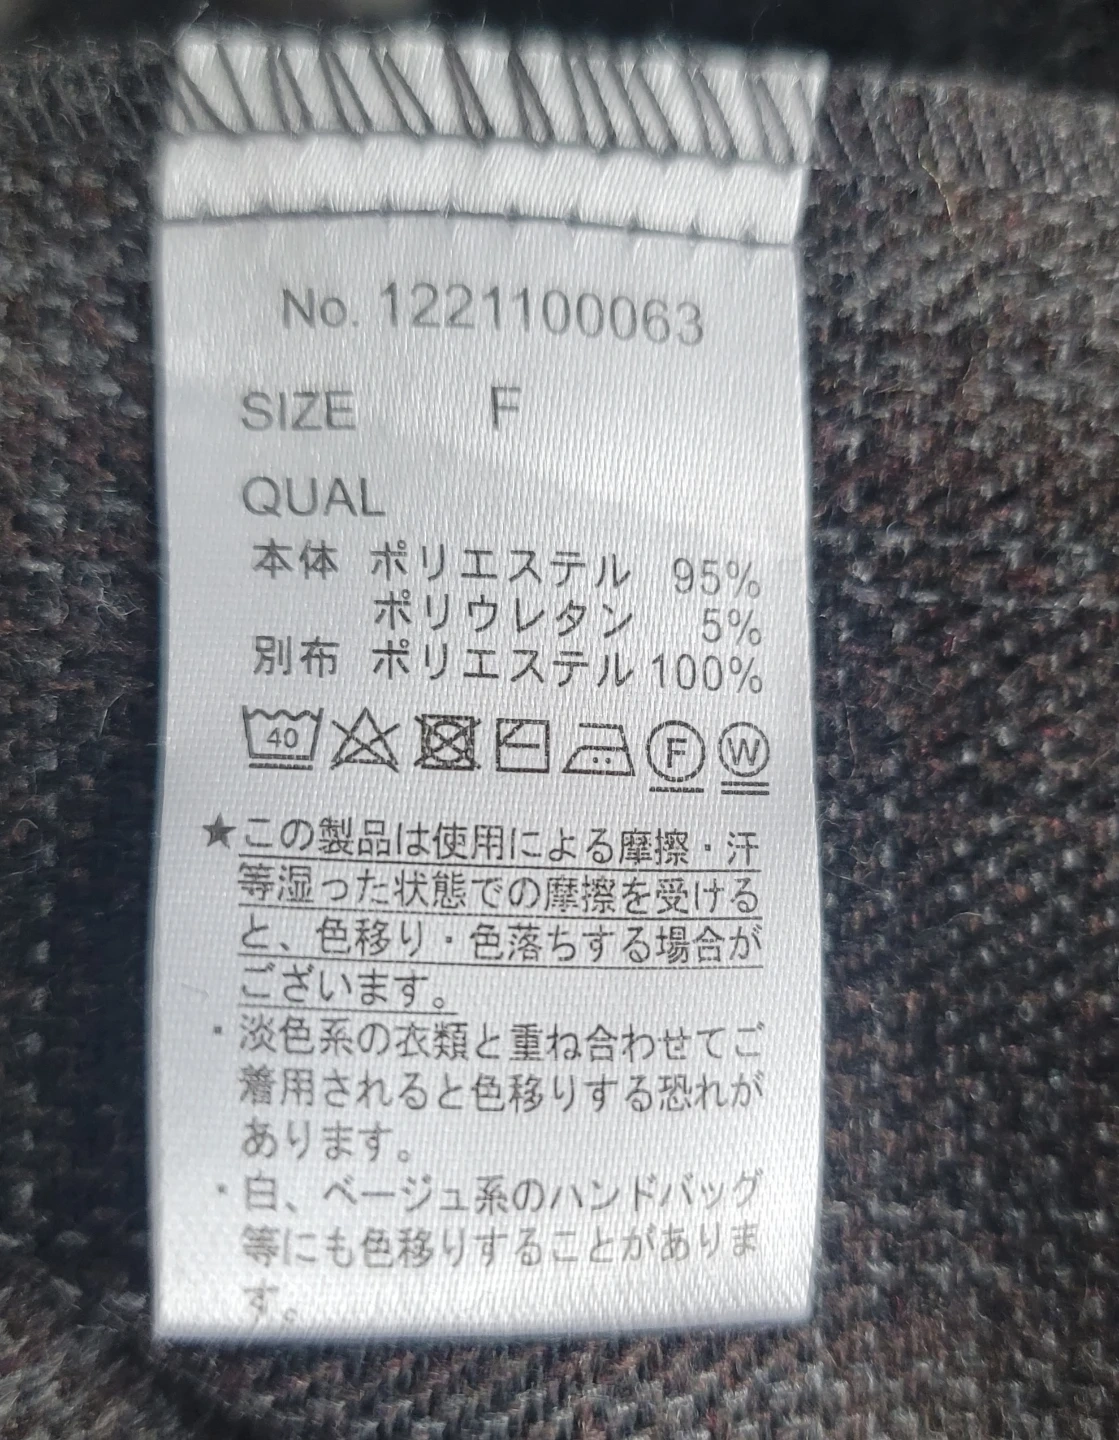 No. 1221100063
SIZE F
QUAL
本体 ポリエステル 95%
ポリウレタン 5%
別布 ポリエステル 100%
40 F W
★この製品は使用による摩擦・汗
等湿った状態での摩擦を受ける
と、色移り・色落ちする場合が
ございます。
・淡色系の衣類と重ね合わせてご
着用されると色移りする恐れが
あります。
・白、ベージュ系のハンドバッグ
等にも色移りすることがありま
す。